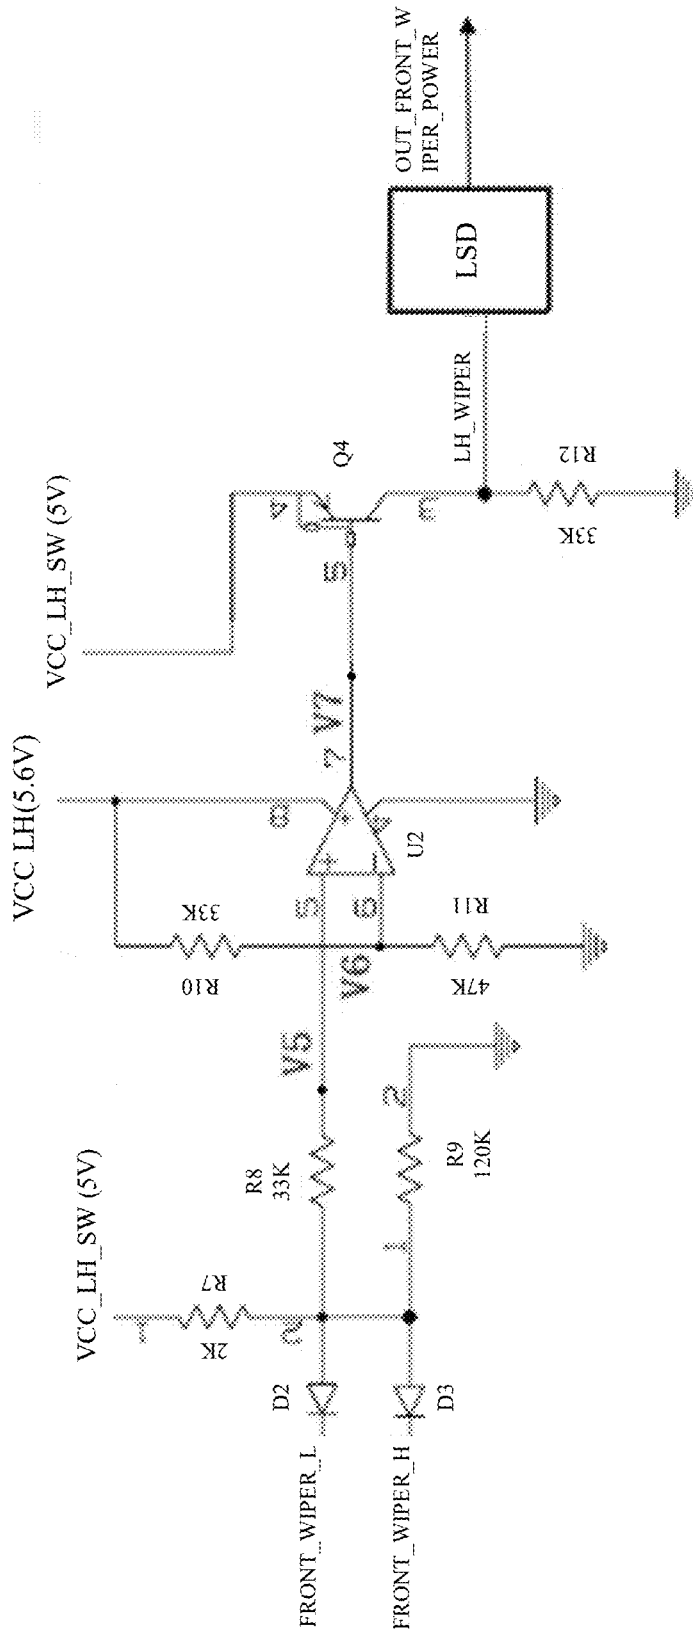 FRONT_WIPER_L
FRONT_WIPER_H
D2
D3
VCC_LH_SW (5V)
1
R7
2K
2
R8
33K
1
R9
120K
2
V5
V6
R10
33K
R11
47K
VCC LH(5.6V)
5
6
8
4
U2
7
V7
VCC_LH_SW (5V)
5
4
3
Q4
LH_WIPER
R12
33K
LSD
OUT_FRONT_W
IPER_POWER